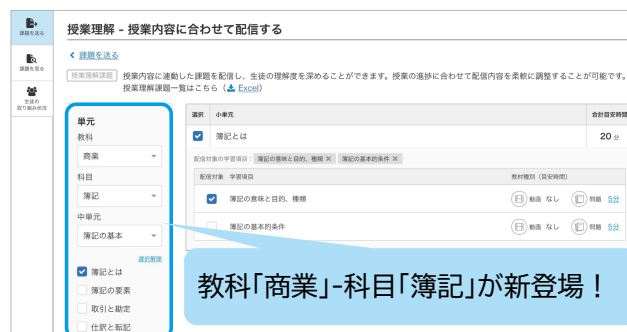 課題を送る
課題を見る
生徒の
取り組み状況
授業理解 - 授業内容に合わせて配信する
課題を送る
授業理解課題 授業内容に連動した課題を配信し、生徒の理解度を深めることができます。授業の進捗に合わせて配信内容を柔軟に調整することが可能です。
授業理解課題一覧はこちら（ Excel）
単元
教科
商業
科目
簿記
中単元
簿記の基本
選択解除
簿記とは
簿記の要素
取引と勘定
仕訳と転記
選択 小単元 合計目安時間
簿記とは 20 分
配信対象の学習項目： 簿記の意味と目的、種類 × 簿記の基本的条件 ×
配信対象 学習項目 教材種別（目安時間）
簿記の意味と目的、種類 動画 なし 問題 5分
簿記の基本的条件 動画 なし 問題 5分
教科「商業」-科目「簿記」が新登場！